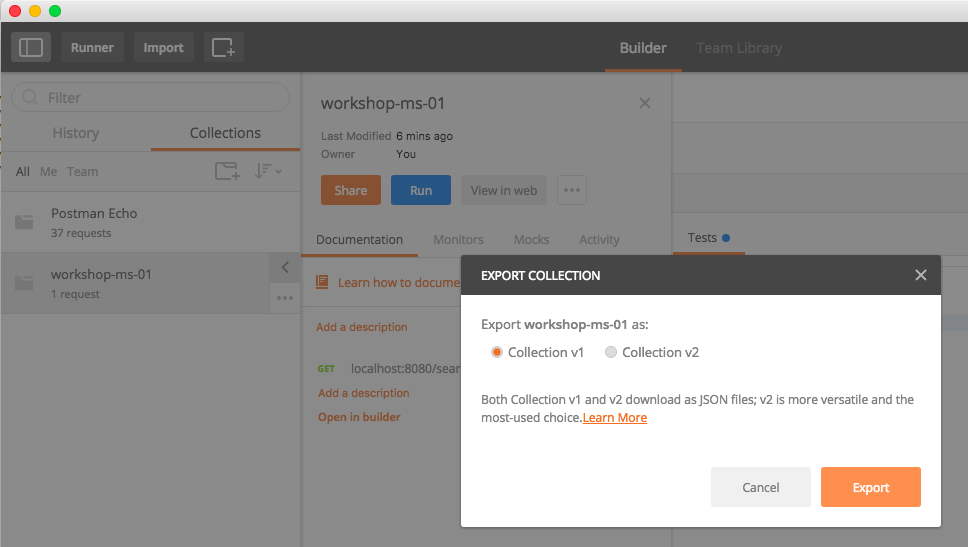 Runner
Import
Builder
Team Library
Filter
History
Collections
All Me Team
Postman Echo
37 requests
workshop-ms-01
1 request
workshop-ms-01
Last Modified 6 mins ago
Owner You
Share
Run
View in web
Documentation
Monitors
Mocks
Activity
Learn how to docume
Add a description
GET localhost:8080/sear
Add a description
Open in builder
Tests
EXPORT COLLECTION
Export workshop-ms-01 as:
Collection v1
Collection v2
Both Collection v1 and v2 download as JSON files; v2 is more versatile and the
most-used choice.Learn More
Cancel
Export